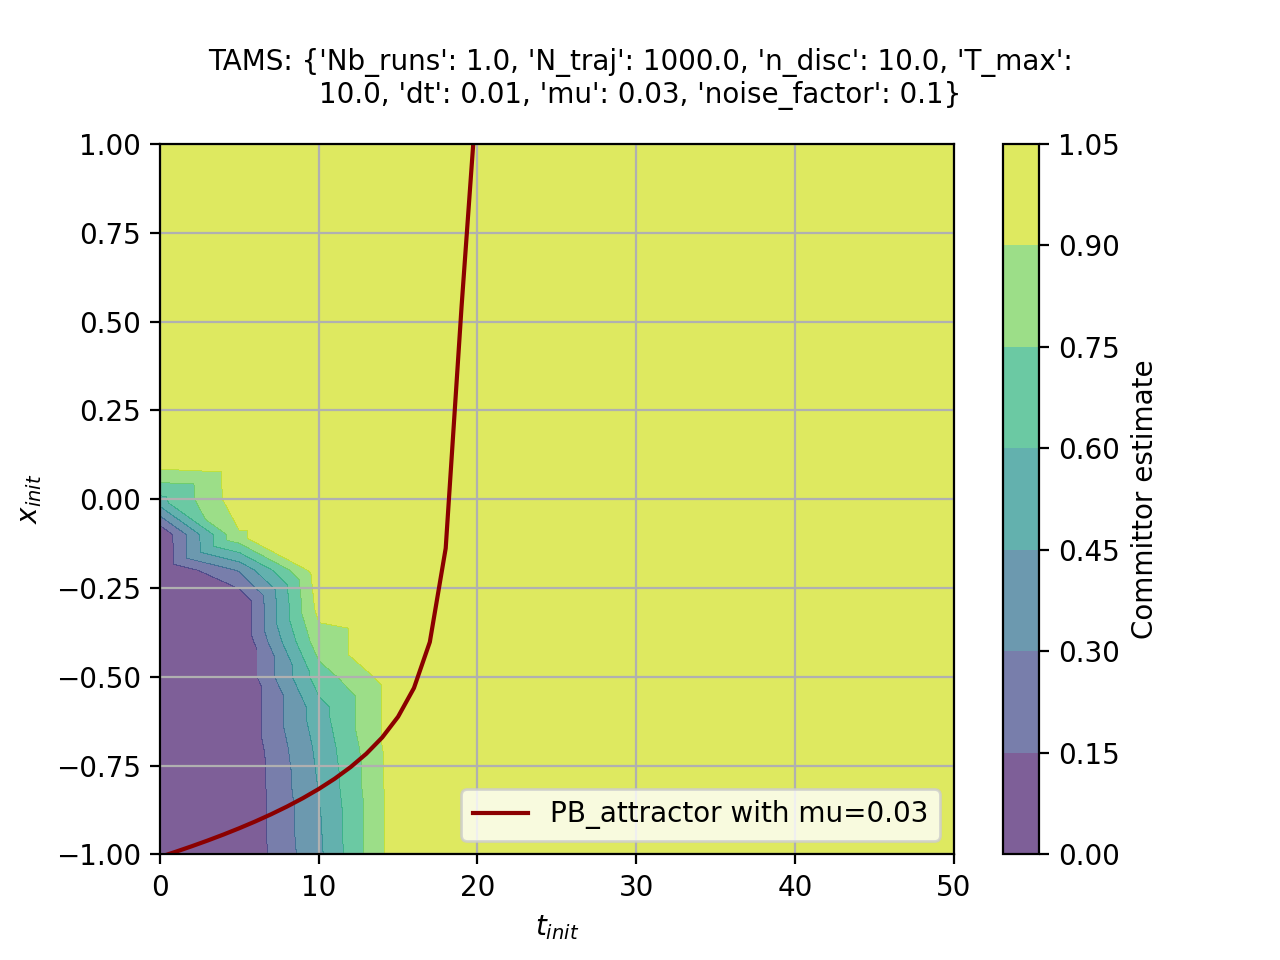 TAMS: {'Nb_runs': 1.0, 'N_traj': 1000.0, 'n_disc': 10.0, 'T_max':
10.0, 'dt': 0.01, 'mu': 0.03, 'noise_factor': 0.1}
1.00
0.75
0.50
0.25
0.00
−0.25
−0.50
−0.75
−1.00
x_init
0 10 20 30 40 50
t_init
PB_attractor with mu=0.03
1.05
0.90
0.75
0.60
0.45
0.30
0.15
0.00
Committor estimate